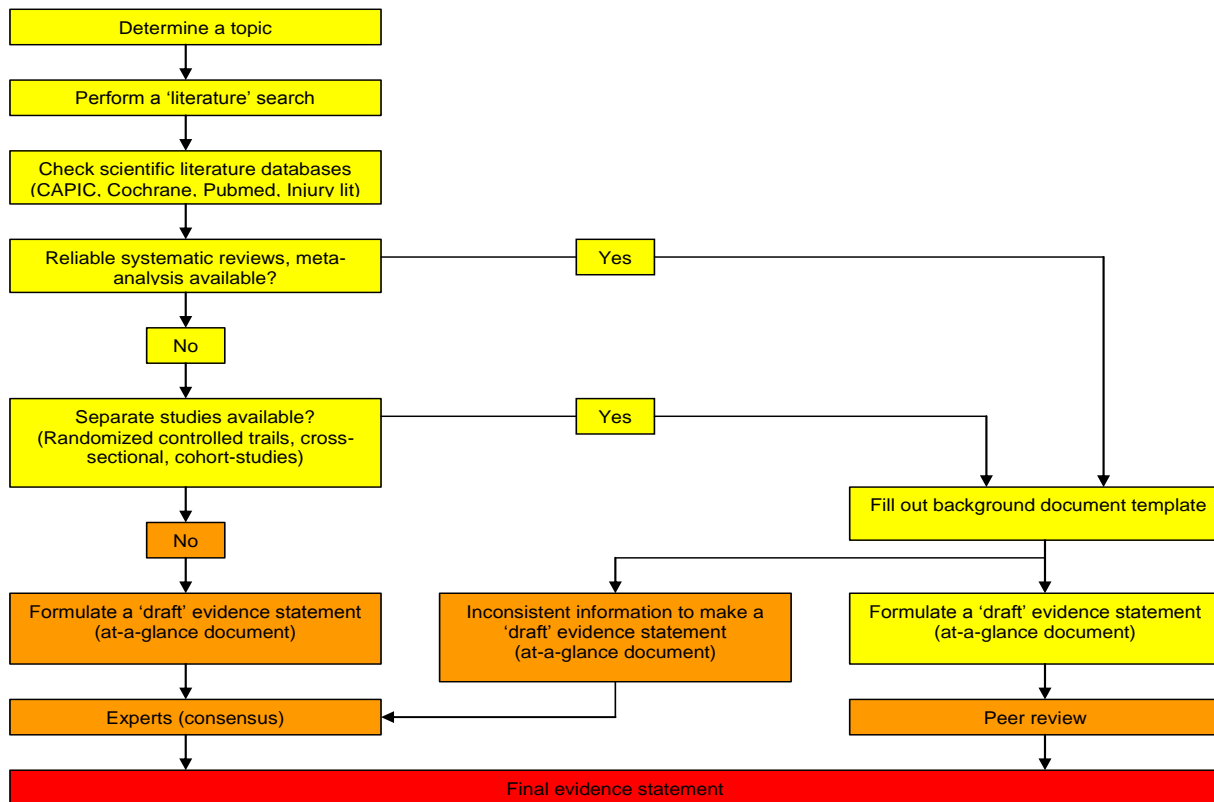 Determine a topic
Perform a ‘literature’ search
Check scientific literature databases
(CAPIC, Cochrane, Pubmed, Injury lit)
Reliable systematic reviews, meta-
analysis available?
Yes
No
Separate studies available?
(Randomized controlled trails, cross-
sectional, cohort-studies)
Yes
Fill out background document template
No
Formulate a ‘draft’ evidence statement
(at-a-glance document)
Inconsistent information to make a
‘draft’ evidence statement
(at-a-glance document)
Formulate a ‘draft’ evidence statement
(at-a-glance document)
Experts (consensus)
Peer review
Final evidence statement